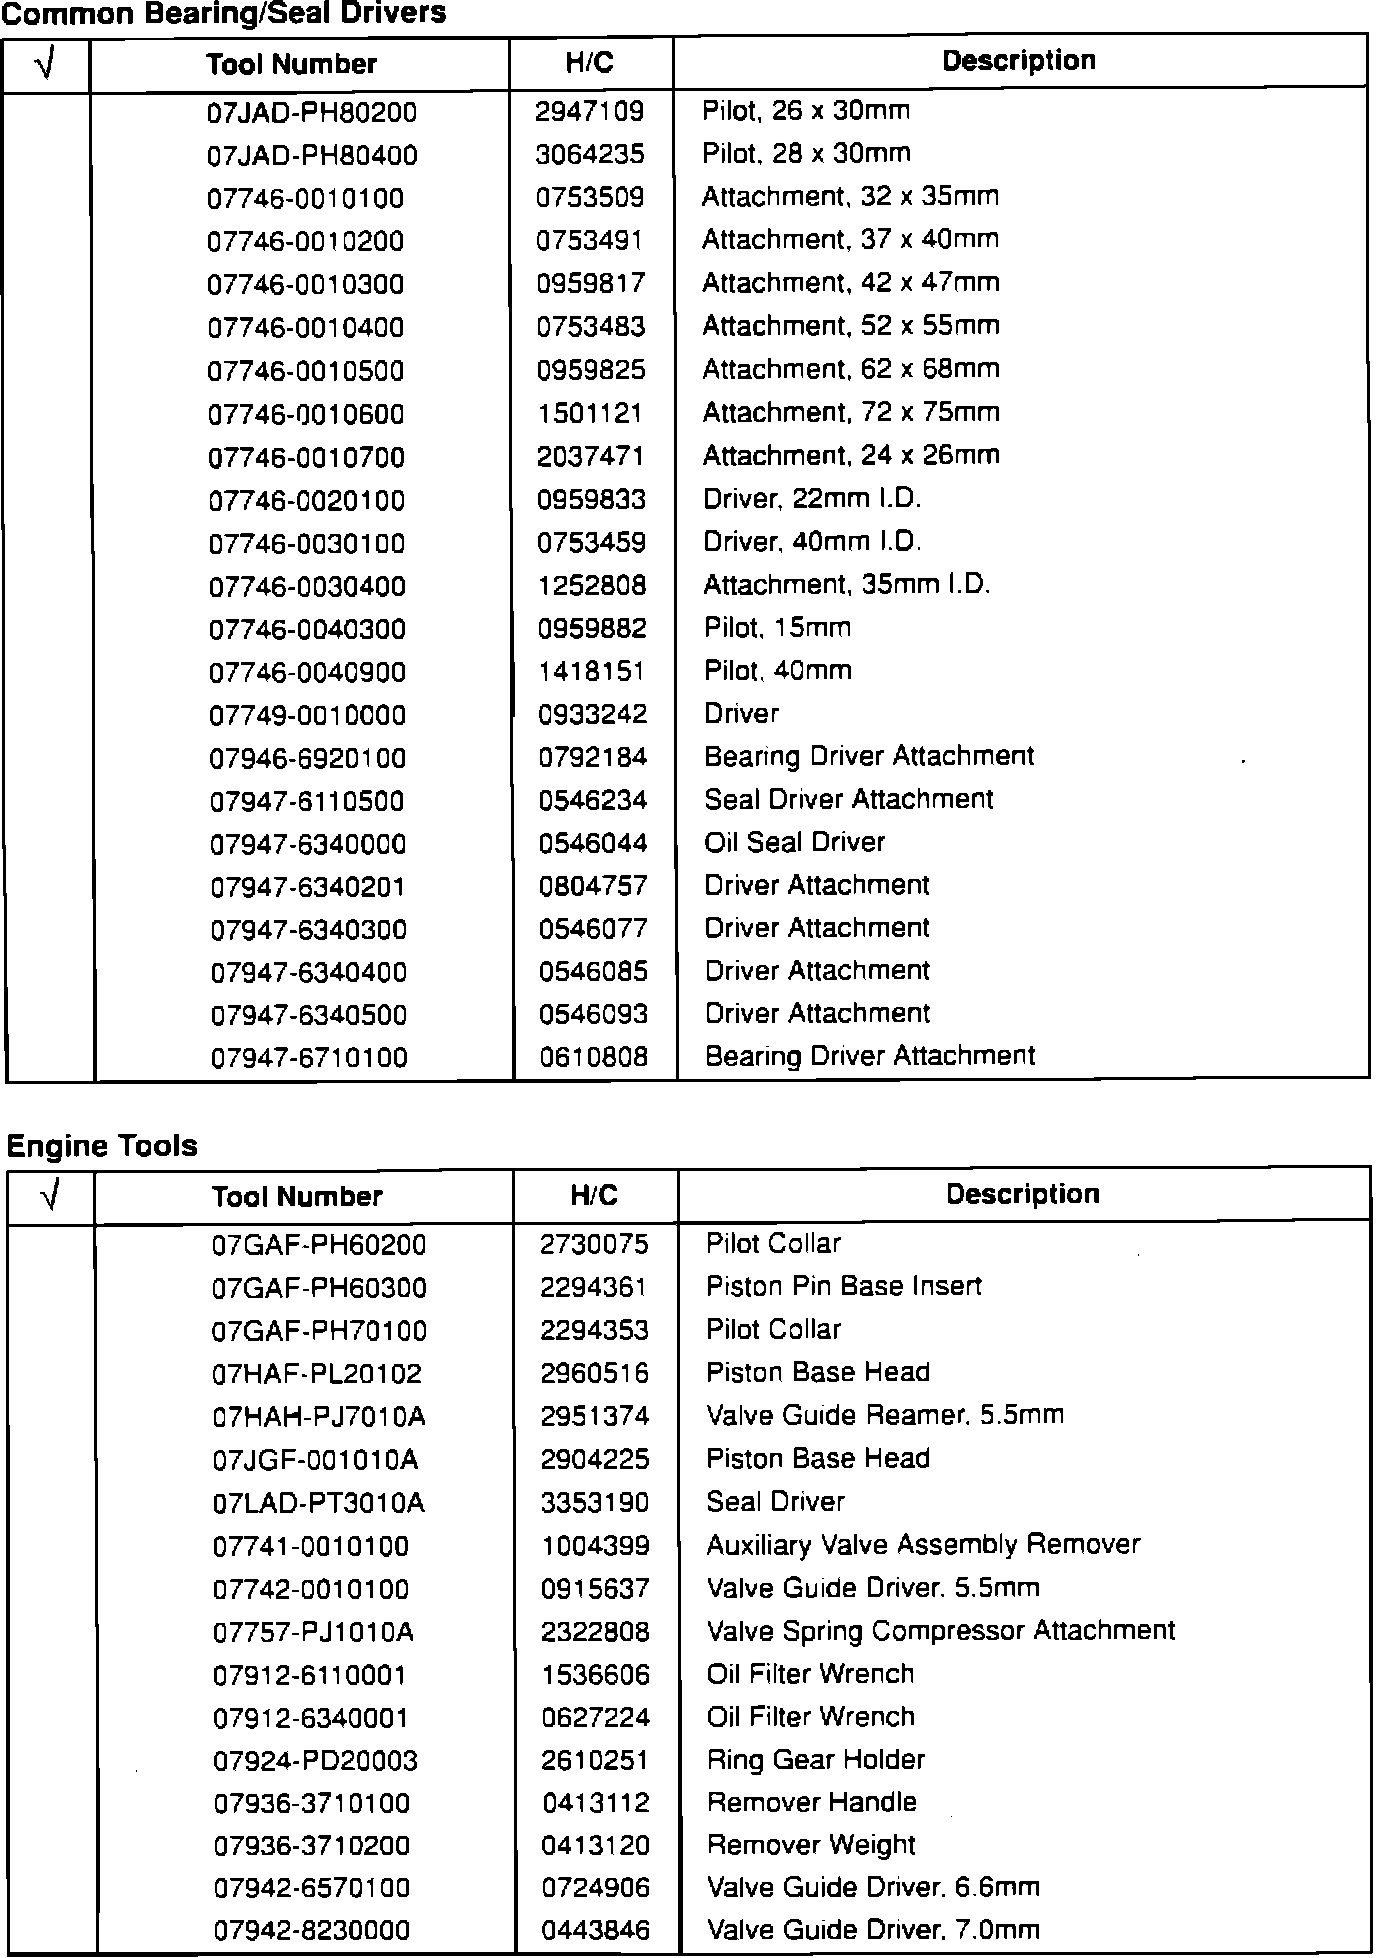 Common Bearing/Seal Drivers
√ Tool Number H/C Description
07JAD-PH80200 2947109 Pilot, 26 x 30mm
07JAD-PH80400 3064235 Pilot, 28 x 30mm
07746-0010100 0753509 Attachment, 32 x 35mm
07746-0010200 0753491 Attachment, 37 x 40mm
07746-0010300 0959817 Attachment, 42 x 47mm
07746-0010400 0753483 Attachment, 52 x 55mm
07746-0010500 0959825 Attachment, 62 x 68mm
07746-0010600 1501121 Attachment, 72 x 75mm
07746-0010700 2037471 Attachment, 24 x 26mm
07746-0020100 0959833 Driver, 22mm I.D.
07746-0030100 0753459 Driver, 40mm I.D.
07746-0030400 1252808 Attachment, 35mm I.D.
07746-0040300 0959882 Pilot, 15mm
07746-0040900 1418151 Pilot, 40mm
07749-0010000 0933242 Driver
07946-6920100 0792184 Bearing Driver Attachment
07947-6110500 0546234 Seal Driver Attachment
07947-6340000 0546044 Oil Seal Driver
07947-6340201 0804757 Driver Attachment
07947-6340300 0546077 Driver Attachment
07947-6340400 0546085 Driver Attachment
07947-6340500 0546093 Driver Attachment
07947-6710100 0610808 Bearing Driver Attachment
Engine Tools
√ Tool Number H/C Description
07GAF-PH60200 2730075 Pilot Collar
07GAF-PH60300 2294361 Piston Pin Base Insert
07GAF-PH70100 2294353 Pilot Collar
07HAF-PL20102 2960516 Piston Base Head
07HAH-PJ7010A 2951374 Valve Guide Reamer, 5.5mm
07JGF-001010A 2904225 Piston Base Head
07LAD-PT3010A 3353190 Seal Driver
07741-0010100 1004399 Auxiliary Valve Assembly Remover
07742-0010100 0915637 Valve Guide Driver, 5.5mm
07757-PJ1010A 2322808 Valve Spring Compressor Attachment
07912-6110001 1536606 Oil Filter Wrench
07912-6340001 0627224 Oil Filter Wrench
07924-PD20003 2610251 Ring Gear Holder
07936-3710100 0413112 Remover Handle
07936-3710200 0413120 Remover Weight
07942-6570100 0724906 Valve Guide Driver, 6.6mm
07942-8230000 0443846 Valve Guide Driver, 7.0mm